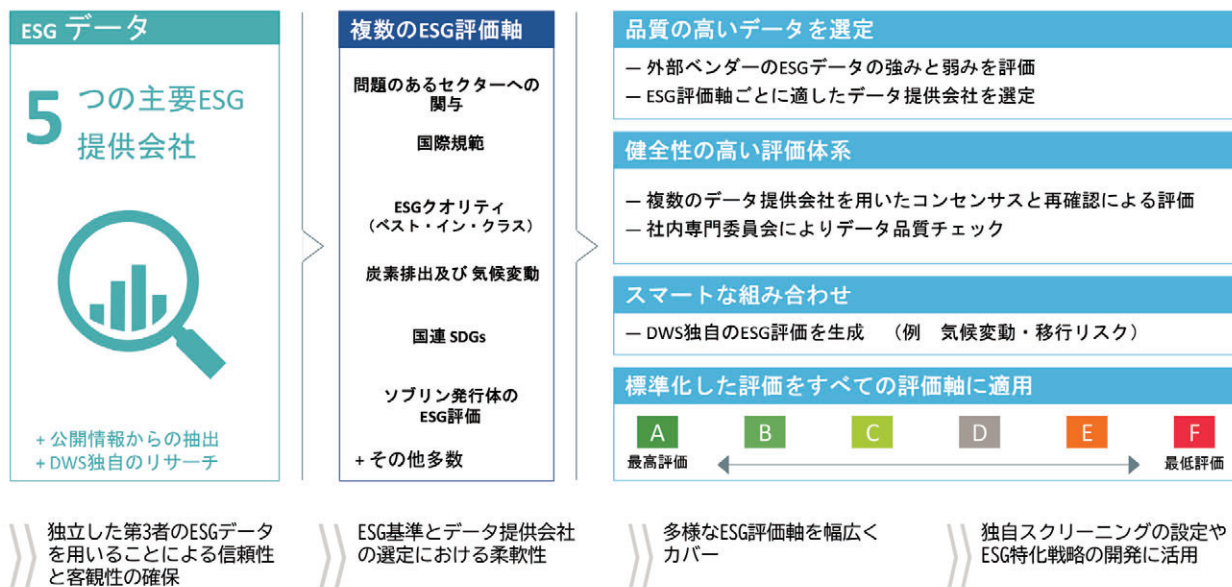 ESG データ
5
つの主要ESG
提供会社
+ 公開情報からの抽出
+ DWS独自のリサーチ
複数のESG評価軸
問題のあるセクターへの
関与
国際規範
ESGクオリティ
（ベスト・イン・クラス）
炭素排出及び 気候変動
国連 SDGs
ソブリン発行体の
ESG評価
+ その他多数
品質の高いデータを選定
― 外部ベンダーのESGデータの強みと弱みを評価
― ESG評価軸ごとに適したデータ提供会社を選定
健全性の高い評価体系
― 複数のデータ提供会社を用いたコンセンサスと再確認による評価
― 社内専門委員会によりデータ品質チェック
スマートな組み合わせ
― DWS独自のESG評価を生成 （例 気候変動・移行リスク）
標準化した評価をすべての評価軸に適用
A B C D E F
最高評価 最低評価
独立した第3者のESGデータ
を用いることによる信頼性
と客観性の確保
ESG基準とデータ提供会社
の選定における柔軟性
多様なESG評価軸を幅広く
カバー
独自スクリーニングの設定や
ESG特化戦略の開発に活用